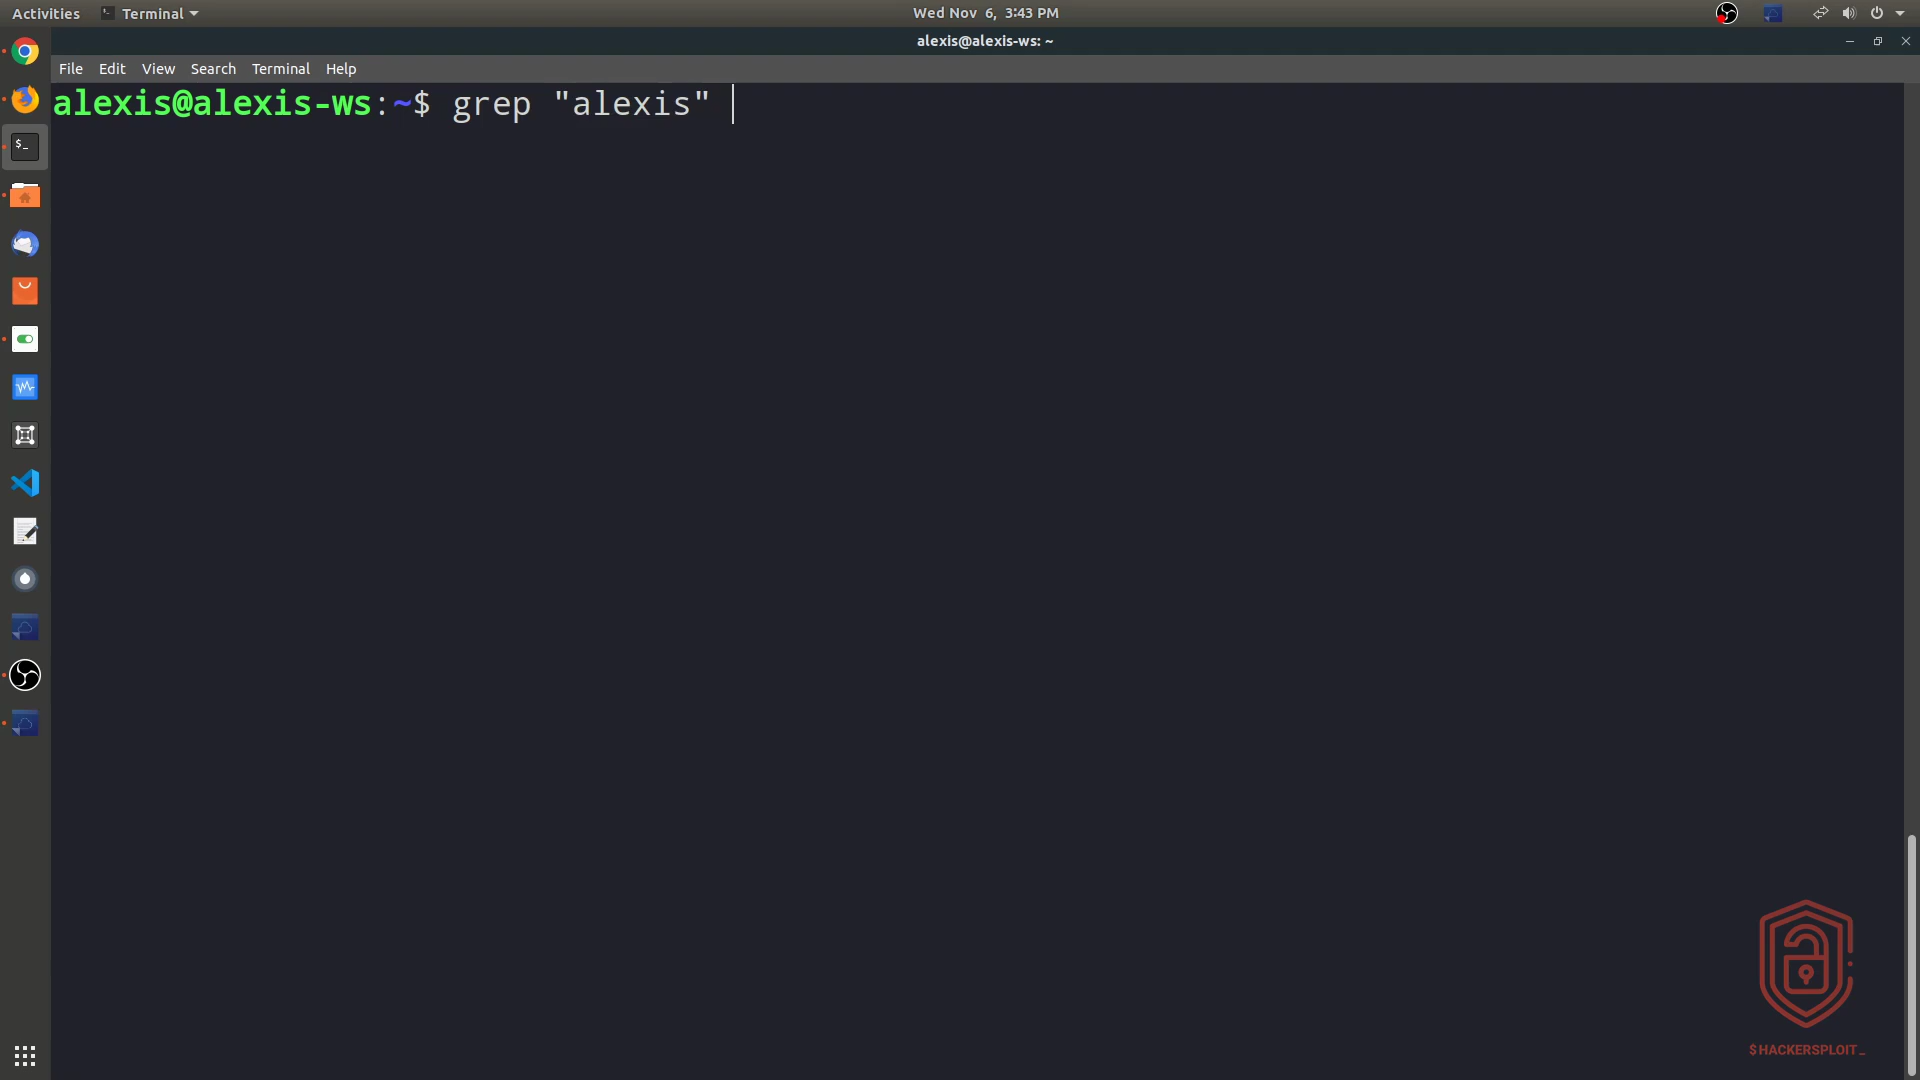 Activities Terminal Wed Nov 6, 3:43 PM
alexis@alexis-ws: ~
File Edit View Search Terminal Help
alexis@alexis-ws:~$ grep "alexis"
$HACKERSPLOIT_